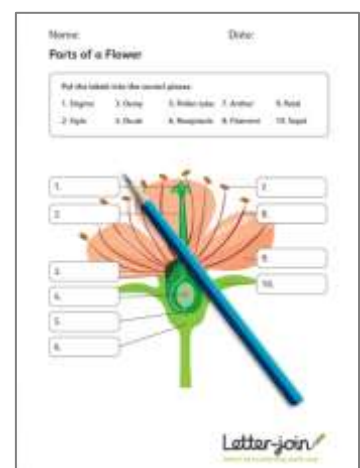 Name: Date:
Parts of a Flower
Put the labels into the correct places.
1. Stigma 3. Ovary 5. Pollen tube 7. Anther 9. Petal
2. Style 4. Ovule 6. Receptacle 8. Filament 10. Sepal
1.
2.
3.
4.
5.
6.
7.
8.
9.
10.
Letter-join